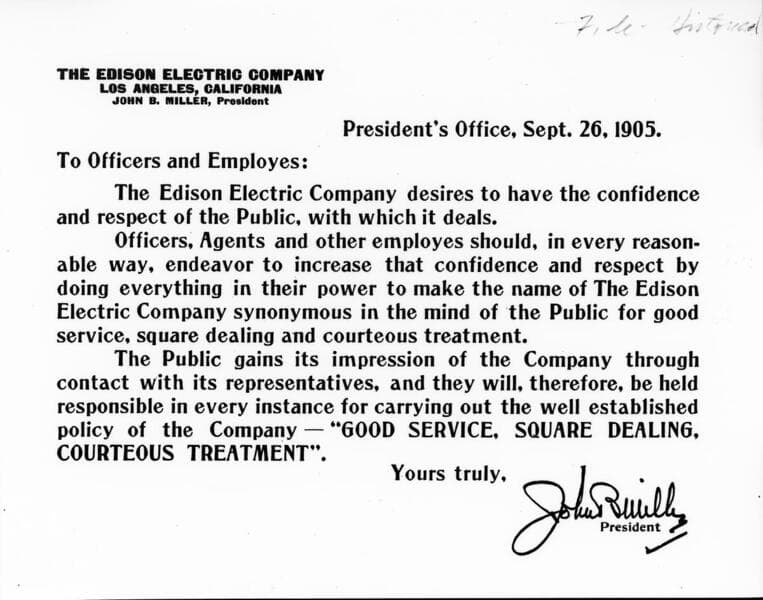 File Historical
THE EDISON ELECTRIC COMPANY
LOS ANGELES, CALIFORNIA
JOHN B. MILLER, President
President's Office, Sept. 26, 1905.
To Officers and Employes:
The Edison Electric Company desires to have the confidence
and respect of the Public, with which it deals.
Officers, Agents and other employes should, in every reason-
able way, endeavor to increase that confidence and respect by
doing everything in their power to make the name of The Edison
Electric Company synonymous in the mind of the Public for good
service, square dealing and courteous treatment.
The Public gains its impression of the Company through
contact with its representatives, and they will, therefore, be held
responsible in every instance for carrying out the well established
policy of the Company — "GOOD SERVICE, SQUARE DEALING,
COURTEOUS TREATMENT".
Yours truly,
John B Miller
President